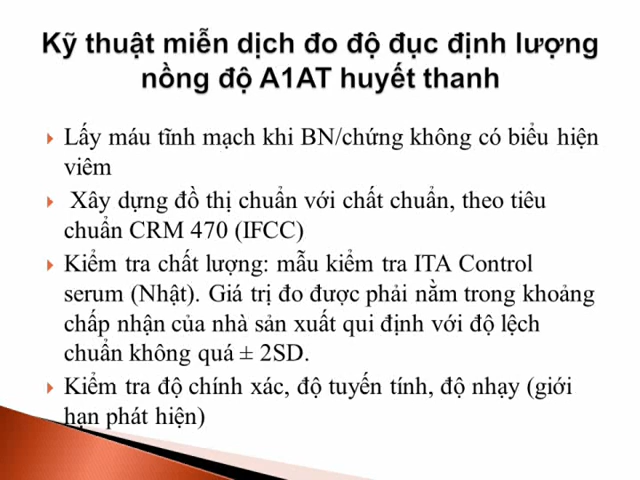 Kỹ thuật miễn dịch đo độ đục định lượng
nồng độ A1AT huyết thanh
Lấy máu tĩnh mạch khi BN/chứng không có biểu hiện
viêm
Xây dựng đồ thị chuẩn với chất chuẩn, theo tiêu
chuẩn CRM 470 (IFCC)
Kiểm tra chất lượng: mẫu kiểm tra ITA Control
serum (Nhật). Giá trị đo được phải nằm trong khoảng
chấp nhận của nhà sản xuất qui định với độ lệch
chuẩn không quá ± 2SD.
Kiểm tra độ chính xác, độ tuyến tính, độ nhạy (giới
hạn phát hiện)